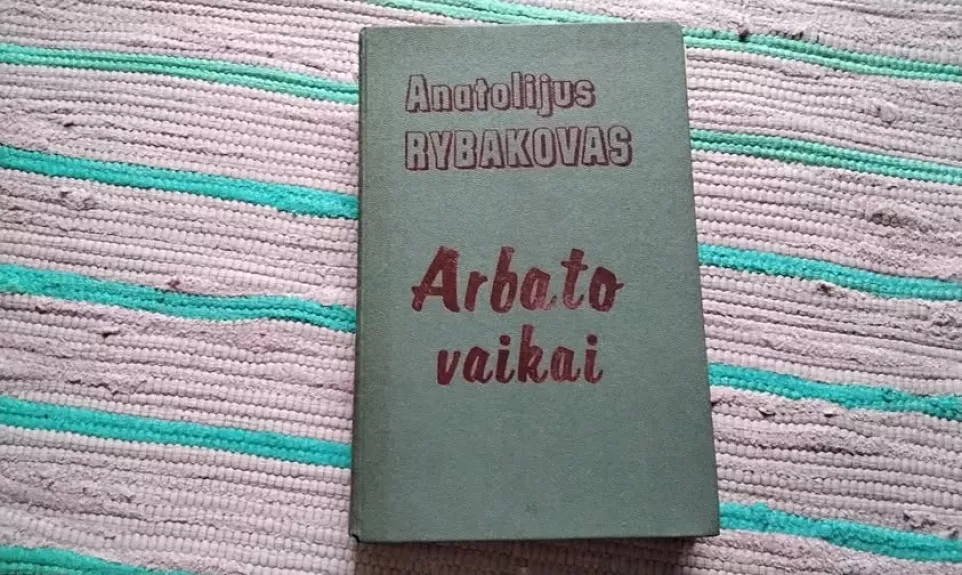 Anatolijus
RYBAKOVAS
Arbato
vaikai